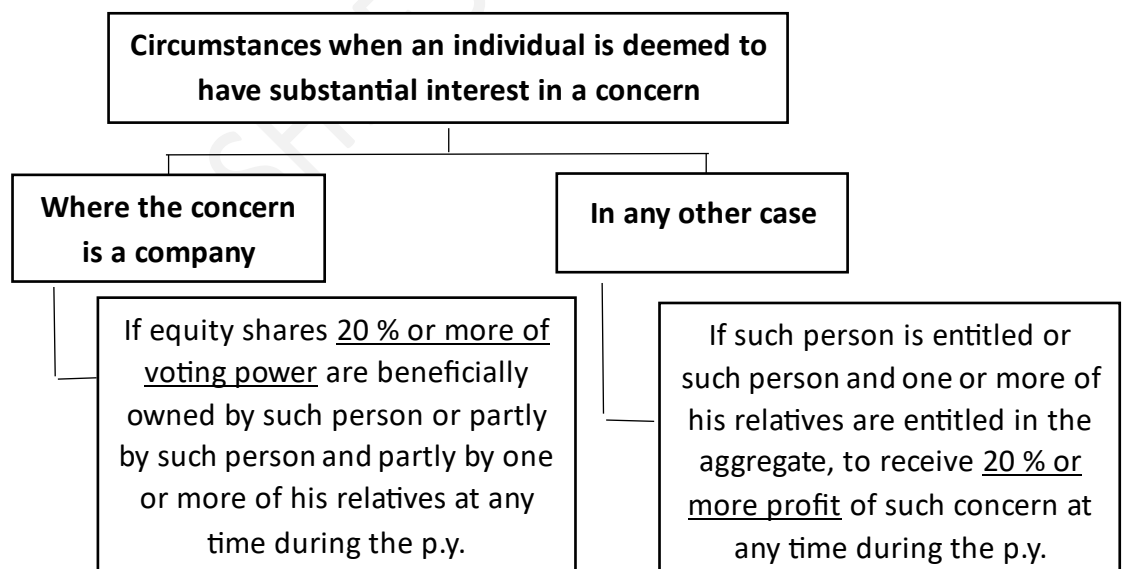 Circumstances when an individual is deemed to
have substantial interest in a concern
Where the concern
is a company
In any other case
If equity shares 20 % or more of
voting power are beneficially
owned by such person or partly
by such person and partly by one
or more of his relatives at any
time during the p.y.
If such person is entitled or
such person and one or more of
his relatives are entitled in the
aggregate, to receive 20 % or
more profit of such concern at
any time during the p.y.